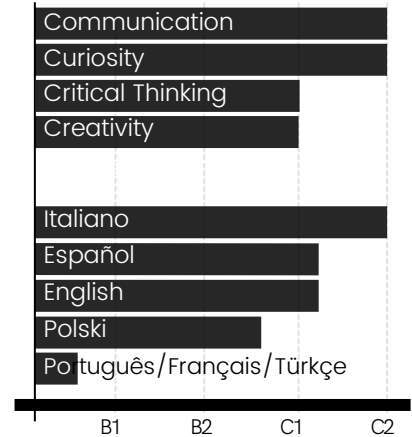 Communication
Curiosity
Critical Thinking
Creativity
Italiano
Español
English
Polski
Português/Français/Türkçe
B1 B2 C1 C2